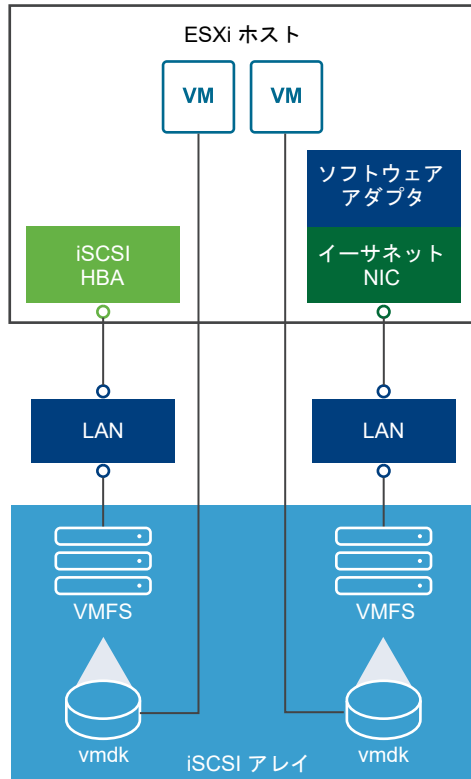 ESXi ホスト
VM
VM
ソフトウェア
アダプタ
iSCSI
HBA
イーサネット
NIC
LAN
LAN
VMFS
VMFS
vmdk
vmdk
iSCSI アレイ